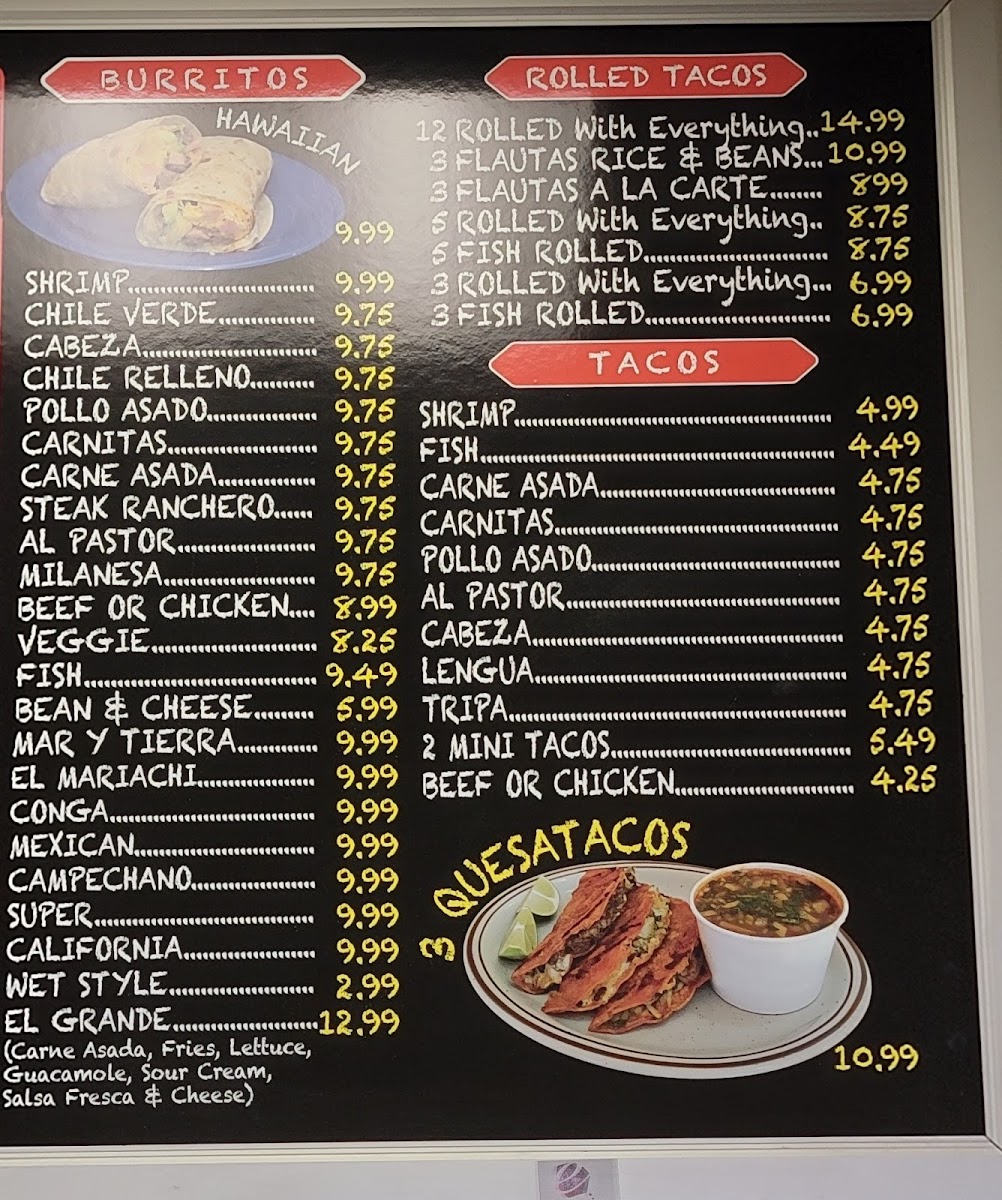 BURRITOS
HAWAIIAN
9.99
SHRIMP.............................. 9.99
CHILE VERDE................ 9.75
CABEZA............................. 9.75
CHILE RELLENO........... 9.75
POLLO ASADO.................. 9.75
CARNITAS......................... 9.75
CARNE ASADA................ 9.75
STEAK RANCHERO...... 9.75
AL PASTOR....................... 9.75
MILANESA......................... 9.75
BEEF OR CHICKEN.... 8.99
VEGGIE............................ 8.25
FISH...................................... 9.49
BEAN & CHEESE.......... 5.99
MAR Y TIERRA............. 9.99
EL MARIACHI.................... 9.99
CONGA................................... 9.99
MEXICAN.............................. 9.99
CAMPECHANO..................... 9.99
SUPER..................................... 9.99
CALIFORNIA...................... 9.99
WET STYLE........................ 2.99
EL GRANDE........................12.99
(Carne Asada, Fries, Lettuce,
Guacamole, Sour Cream,
Salsa Fresca & Cheese)
ROLLED TACOS
12 ROLLED With Everything..14.99
3 FLAUTAS RICE & BEANS...10.99
3 FLAUTAS A LA CARTE........ 899
5 ROLLED With Everything.. 8.75
5 FISH ROLLED.............................. 8.75
3 ROLLED With Everything... 6.99
3 FISH ROLLED.............................. 6.99
TACOS
SHRIMP..................................................... 4.99
FISH........................................................... 4.49
CARNE ASADA....................................... 4.75
CARNITAS............................................... 4.75
POLLO ASADO......................................... 4.75
AL PASTOR............................................. 4.75
CABEZA................................................... 4.75
LENGUA................................................... 4.75
TRIPA....................................................... 4.75
2 MINI TACOS........................................ 5.49
BEEF OR CHICKEN.............................. 4.25
3 QUESATACOS
10.99